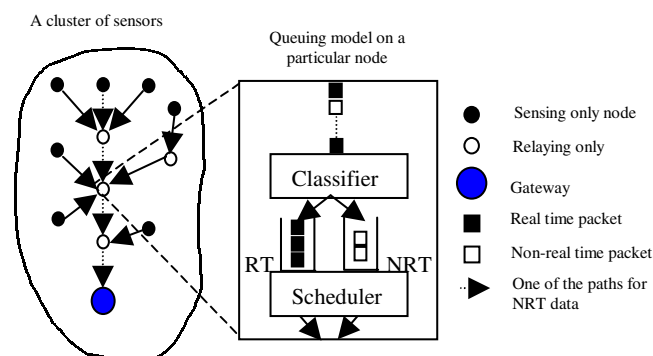 A cluster of sensors
Queuing model on a
particular node
Classifier
RT
NRT
Scheduler
Sensing only node
Relaying only
Gateway
Real time packet
Non-real time packet
One of the paths for
NRT data